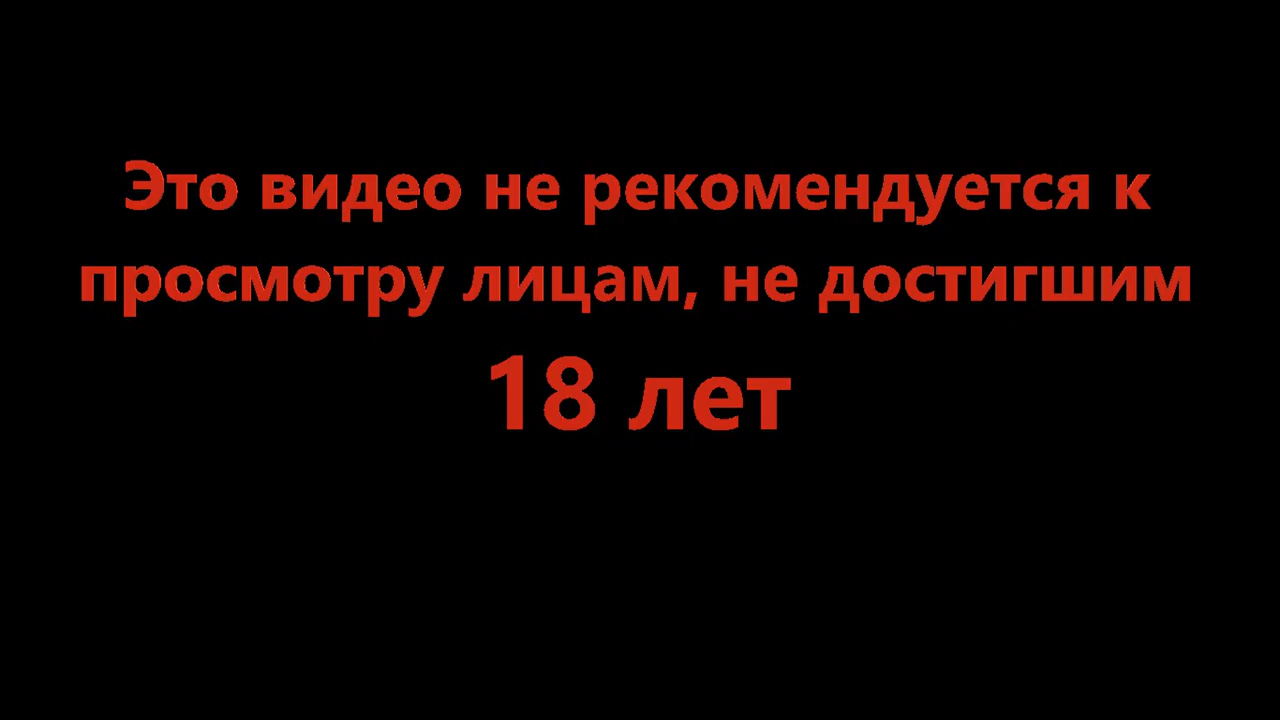 Это видео не рекомендуется к
просмотру лицам, не достигшим
18 лет